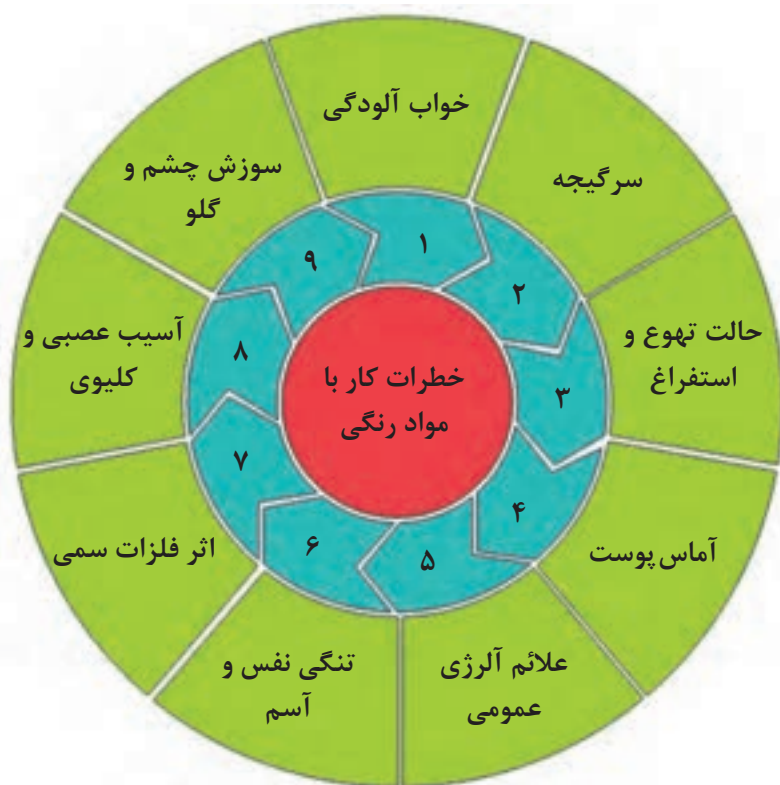 خطرات کار با
مواد رنگی
۱
خواب آلودگی
۲
سرگیجه
۳
حالت تهوع و
استفراغ
۴
آماس پوست
۵
علائم آلرژی
عمومی
۶
تنگی نفس و
آسم
۷
اثر فلزات سمی
۸
آسیب عصبی و
کلیوی
۹
سوزش چشم و
گلو